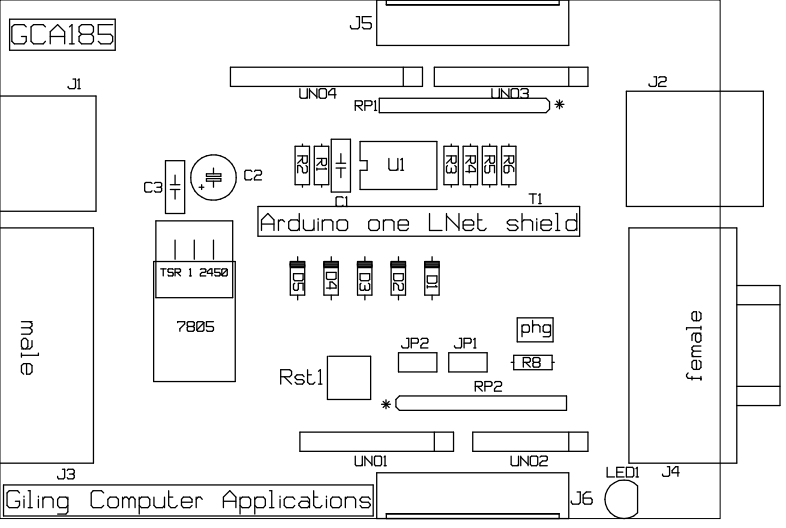 GCA185
J5
J1
J2
UNO4
UNO3
RP1
*
R2
R1
U1
R3
R4
R5
R6
C3
+
C2
C1
T1
Arduino one LNet shield
TSR 1 2450
7805
D5
D4
D3
D2
D1
male
female
phg
JP2
JP1
R8
Rst1
RP2
*
UNO1
UNO2
J3
LED1
J4
Giling Computer Applications
J6